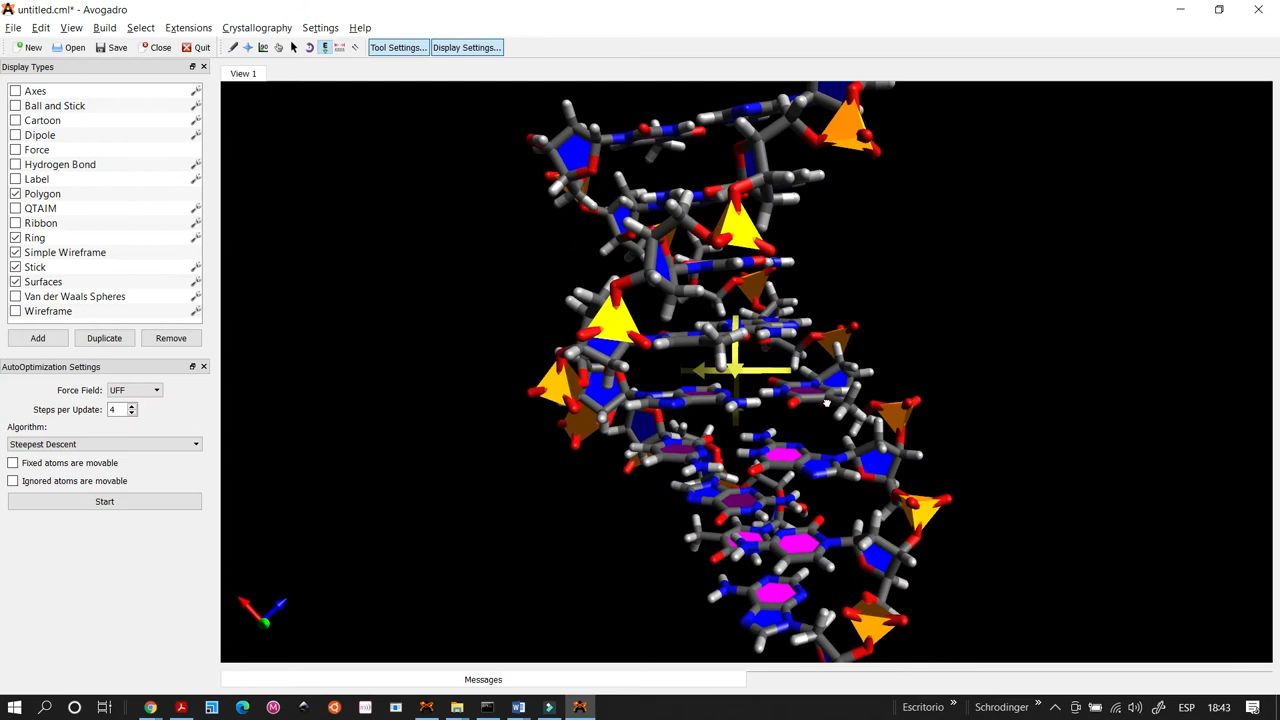 untitled.cml* - Avogadro
File Edit View Build Select Extensions Crystallography Settings Help
New Open Save Close Quit Tool Settings... Display Settings...
Display Types
View 1
Axes
Ball and Stick
Cartoon
Dipole
Force
Hydrogen Bond
Label
Polygon
QTAIM
Ribbon
Ring
Simple Wireframe
Stick
Surfaces
Van der Waals Spheres
Wireframe
Add Duplicate Remove
AutoOptimization Settings
Force Field: UFF
Steps per Update: 4
Algorithm:
Steepest Descent
Fixed atoms are movable
Ignored atoms are movable
Start
Messages
Escritorio » Schrodinger » ESP 18:43